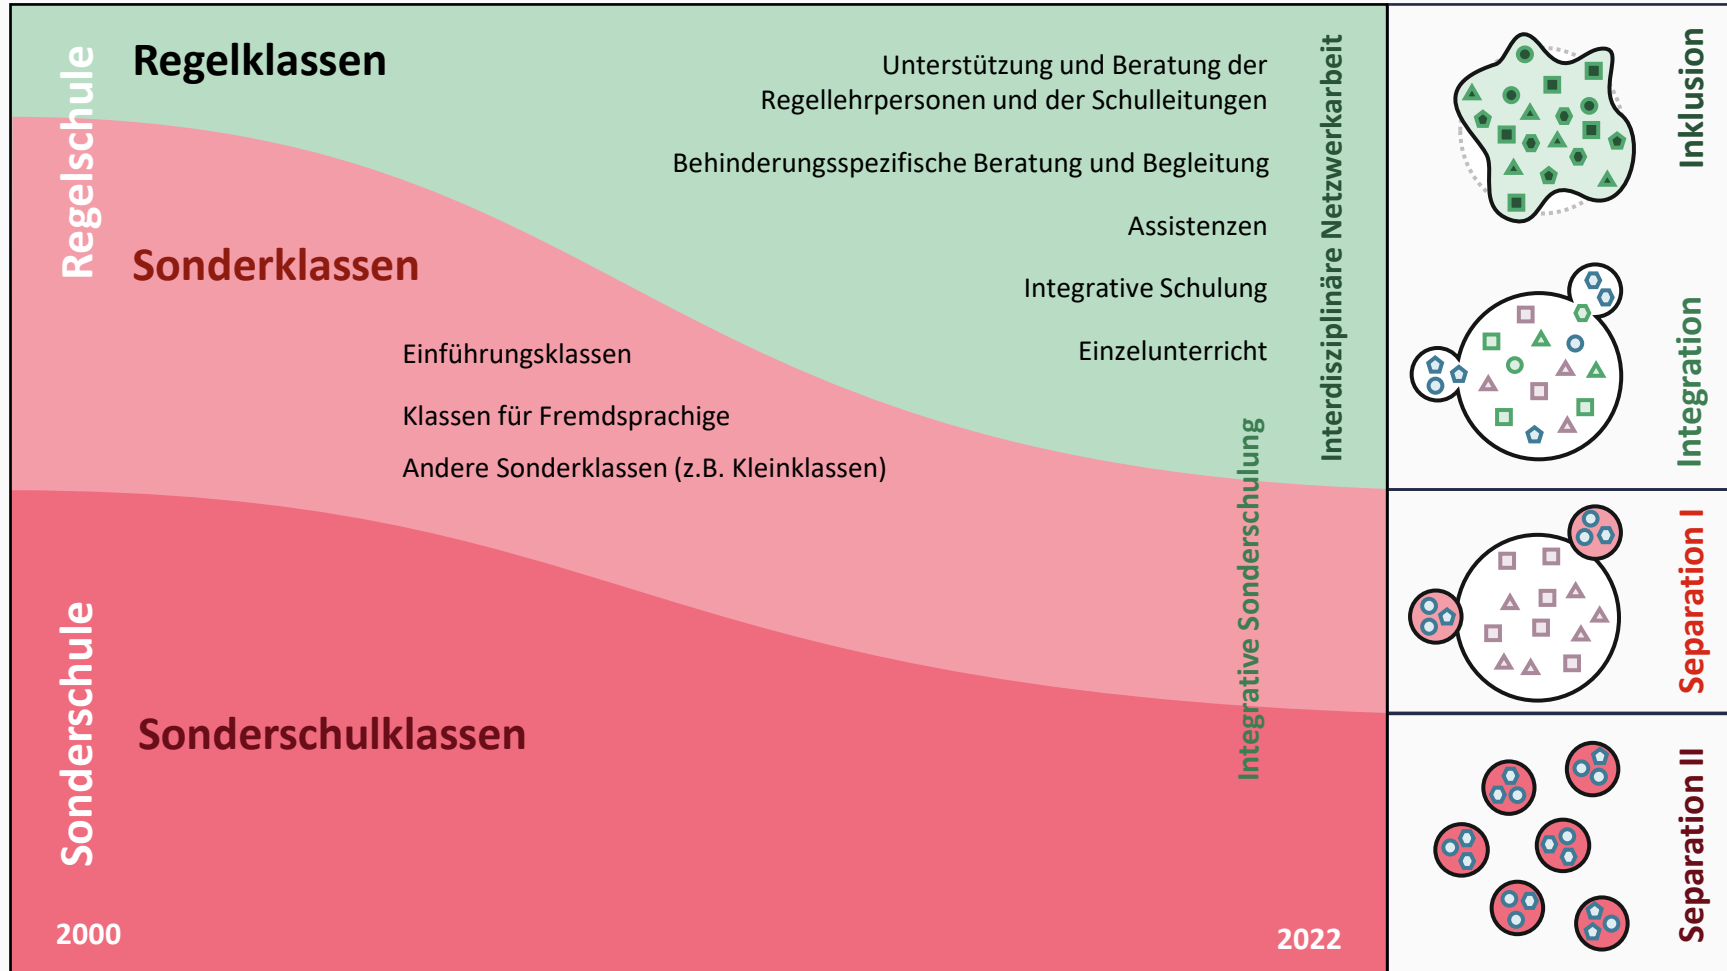 Regelschule
Regelklassen
Unterstützung und Beratung der
Regellehrpersonen und der Schulleitungen
Behinderungsspezifische Beratung und Begleitung
Assistenzen
Integrative Schulung
Einzelunterricht
Interdisziplinäre Netzwerkarbeit
Sonderklassen
Einführungsklassen
Klassen für Fremdsprachige
Andere Sonderklassen (z.B. Kleinklassen)
Integrative Sonderschulung
Sonderschule
Sonderschulklassen
2000
2022
Inklusion
Integration
Separation I
Separation II